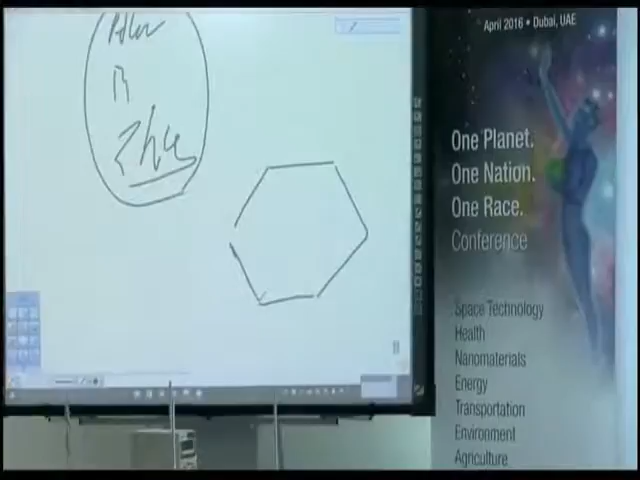 April 2016 • Dubai, UAE
One Planet.
One Nation.
One Race.
Conference
Space Technology
Health
Nanomaterials
Energy
Transportation
Environment
Agriculture